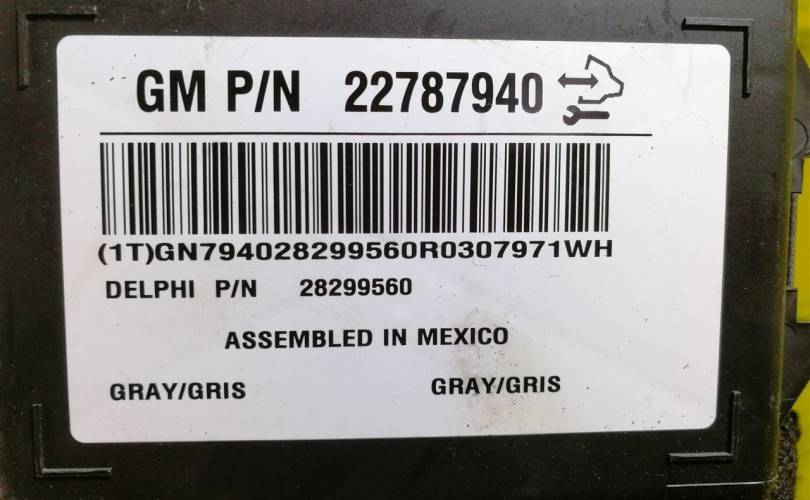 GM P/N 22787940
(1T)GN794028299560R0307971WH
DELPHI P/N 28299560
ASSEMBLED IN MEXICO
GRAY/GRIS GRAY/GRIS